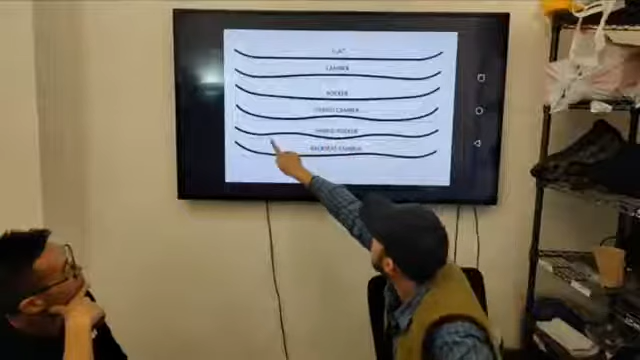 FLAT
CAMBER
ROCKER
HYBRID CAMBER
HYBRID ROCKER
BACKSEAT CAMBER